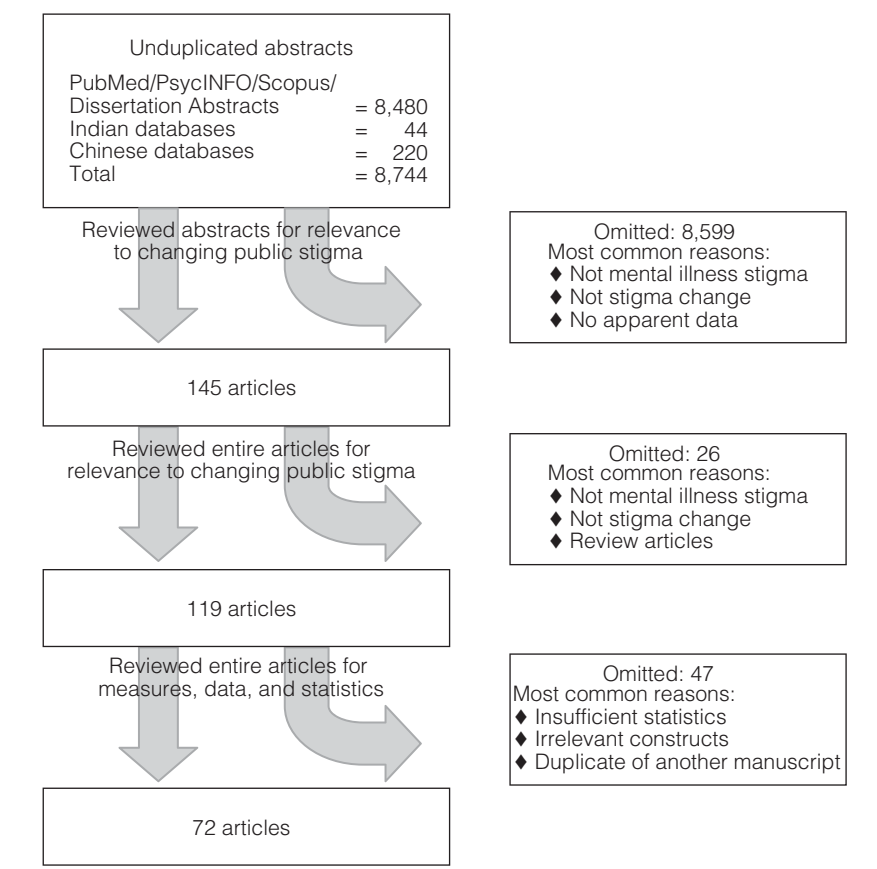 Unduplicated abstracts
PubMed/PsycINFO/Scopus/
Dissertation Abstracts = 8,480
Indian databases = 44
Chinese databases = 220
Total = 8,744
Reviewed abstracts for relevance
to changing public stigma
Omitted: 8,599
Most common reasons:
♦ Not mental illness stigma
♦ Not stigma change
♦ No apparent data
145 articles
Reviewed entire articles for
relevance to changing public stigma
Omitted: 26
Most common reasons:
♦ Not mental illness stigma
♦ Not stigma change
♦ Review articles
119 articles
Reviewed entire articles for
measures, data, and statistics
Omitted: 47
Most common reasons:
♦ Insufficient statistics
♦ Irrelevant constructs
♦ Duplicate of another manuscript
72 articles